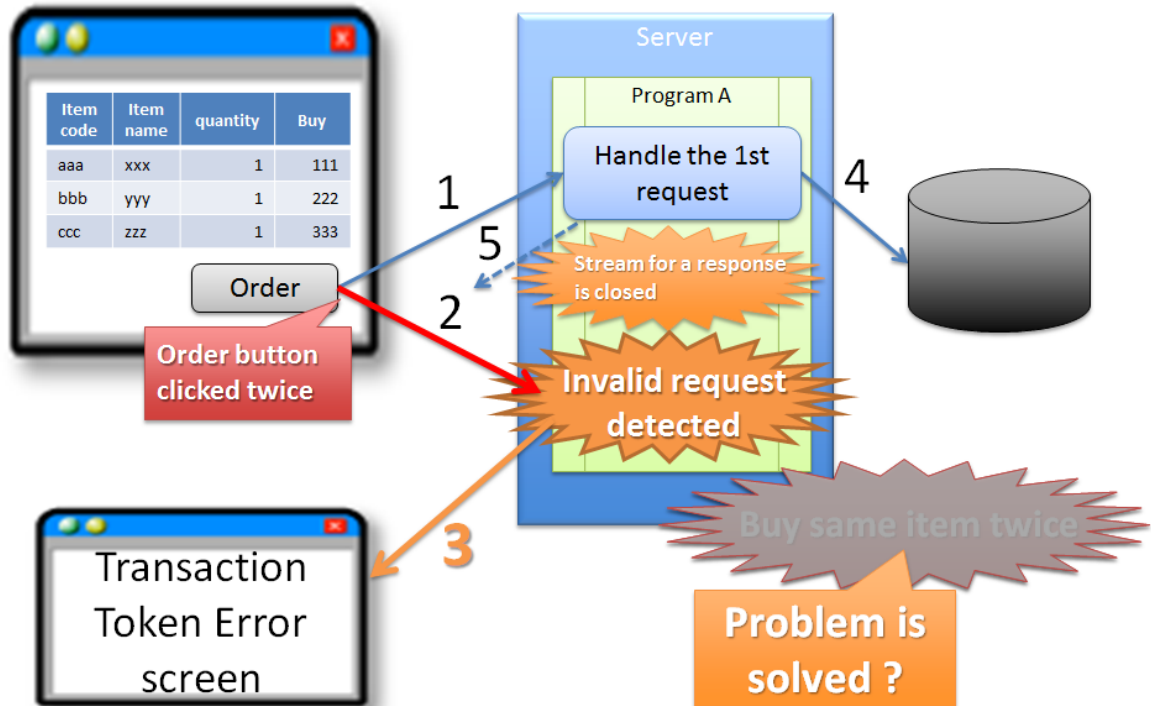 Server
Program A
Item code
Item name
quantity
Buy
aaa xxx 1 111
bbb yyy 1 222
ccc zzz 1 333
Order
Order button
clicked twice
1
Handle the 1st
request
4
5
Stream for a response
is closed
2
Invalid request
detected
3
Transaction
Token Error
screen
Buy same item twice
Problem is
solved ?